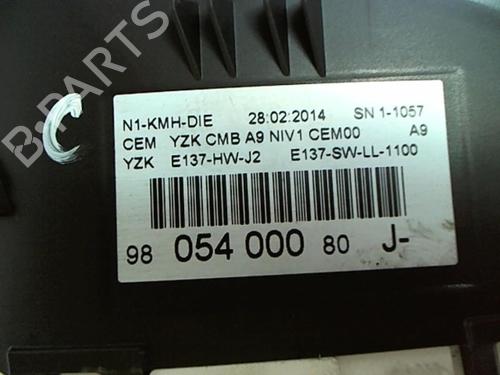 B-PARTS
C
N1-KMH-DIE 28:02:2014 SN 1-1057
CEM YZK CMB A9 NIV1 CEM00 A9
YZK E137-HW-J2 E137-SW-LL-1100
98 054 000 80 J-